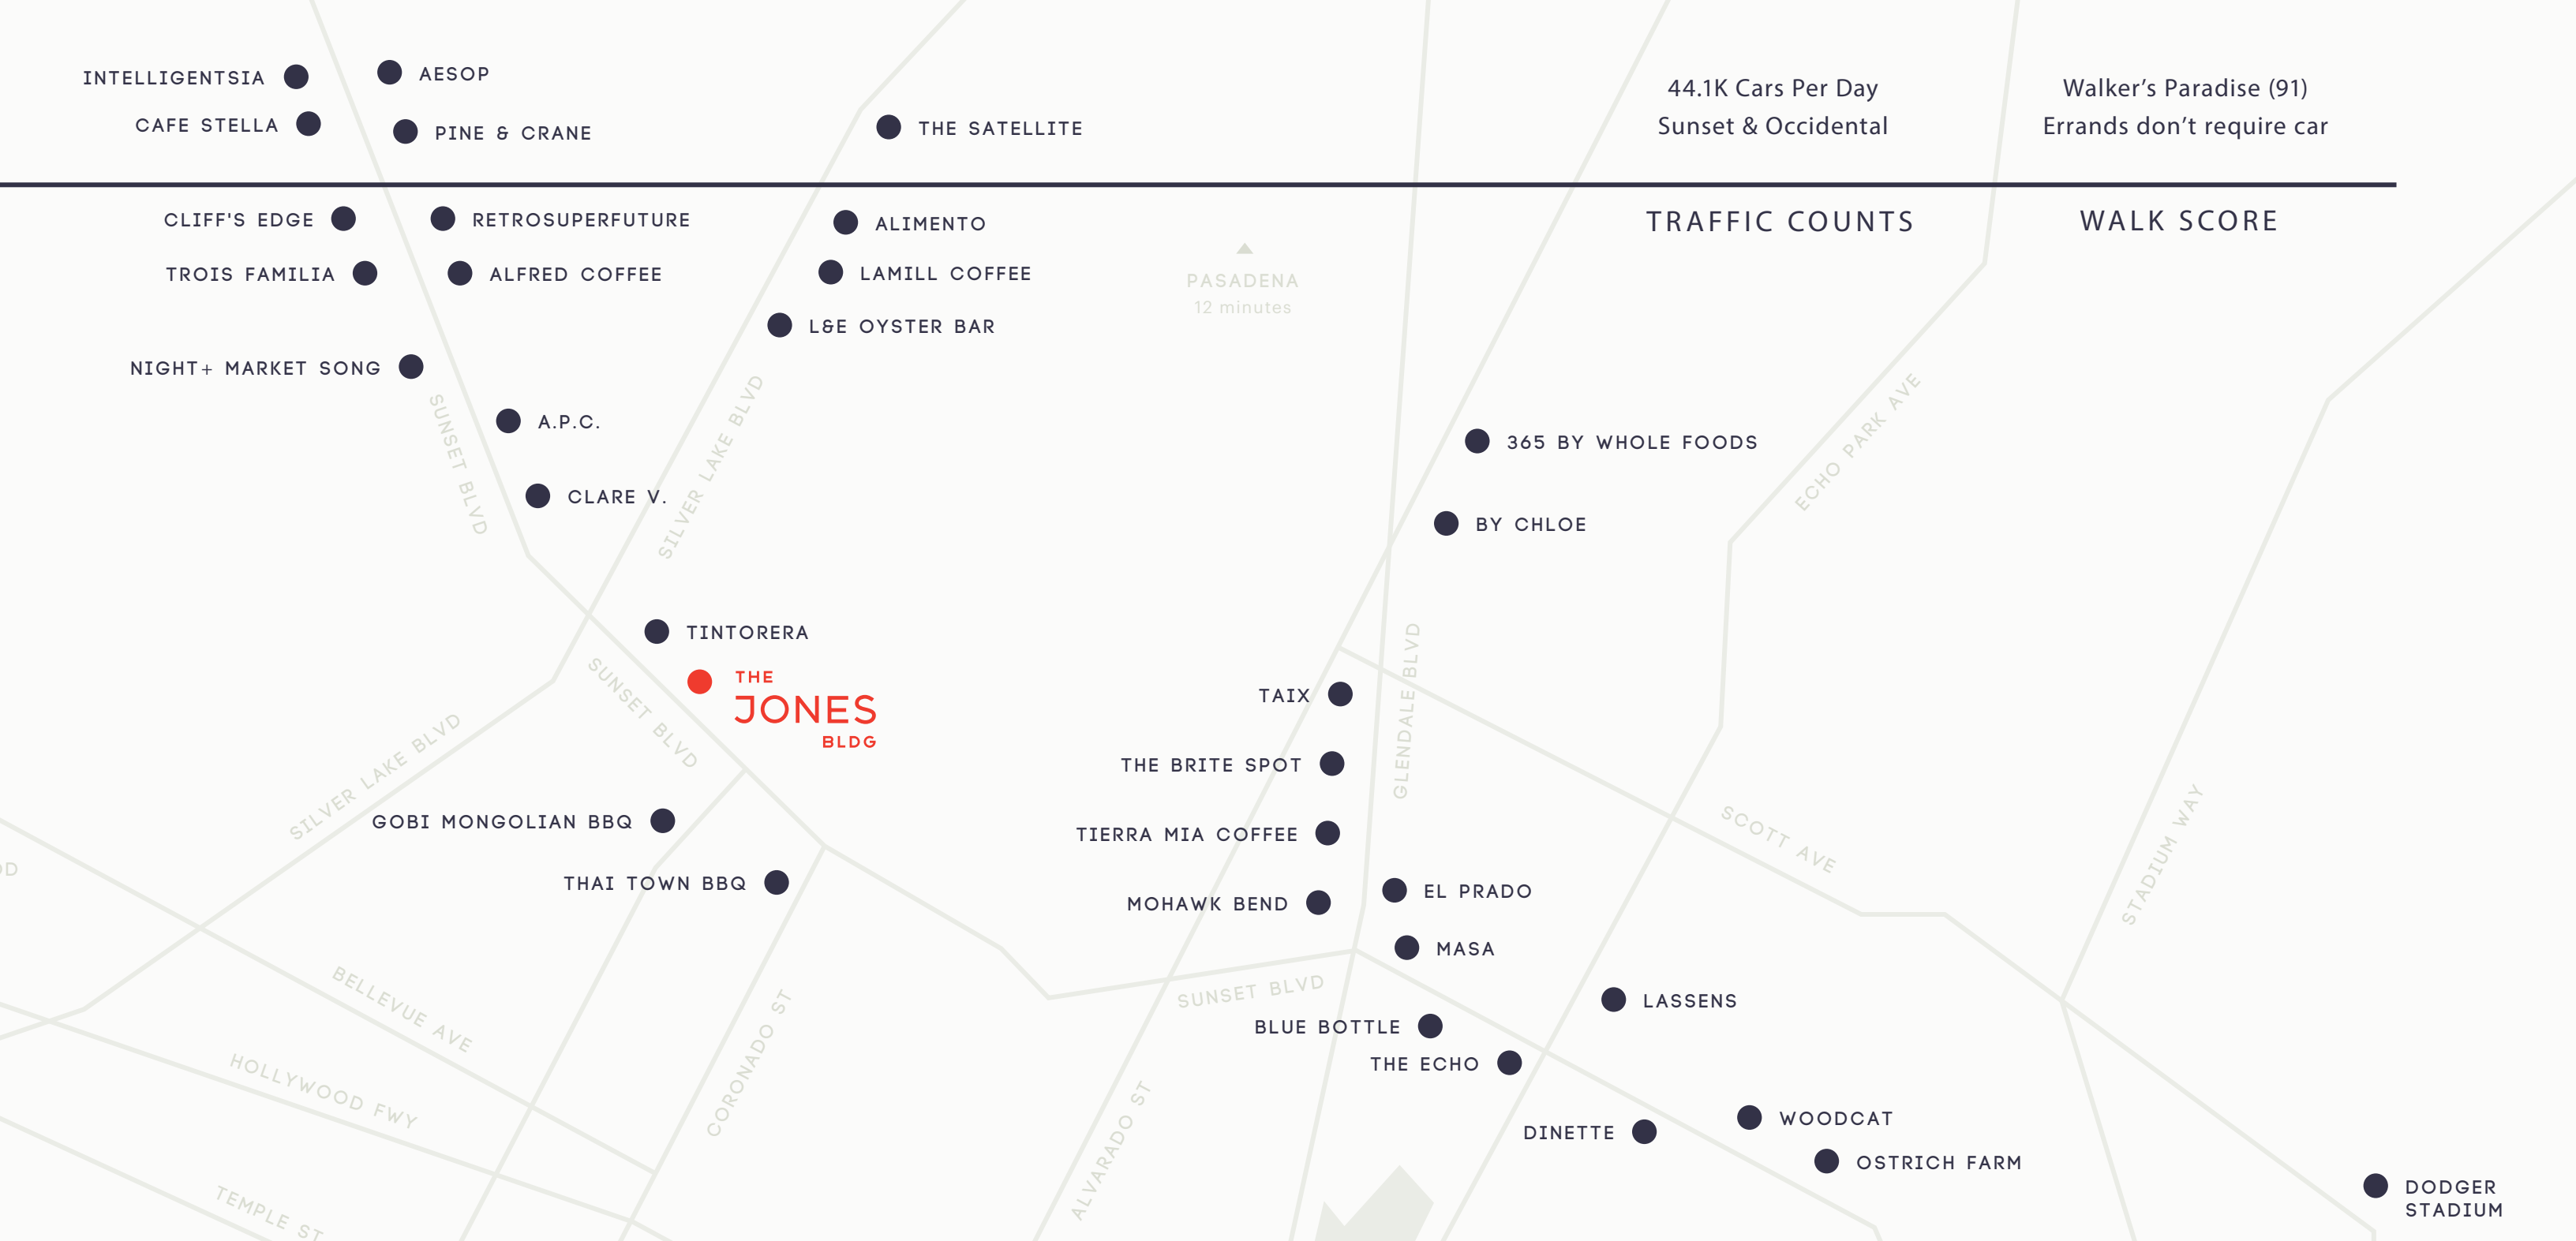 INTELLIGENTSIA
AESOP
CAFE STELLA
PINE & CRANE
THE SATELLITE
44.1K Cars Per Day
Sunset & Occidental
Walker’s Paradise (91)
Errands don’t require car
TRAFFIC COUNTS
WALK SCORE
CLIFF'S EDGE
RETROSUPERFUTURE
ALIMENTO
TROIS FAMILIA
ALFRED COFFEE
LAMILL COFFEE
PASADENA
12 minutes
L&E OYSTER BAR
NIGHT+ MARKET SONG
SUNSET BLVD
A.P.C.
SILVER LAKE BLVD
CLARE V.
365 BY WHOLE FOODS
ECHO PARK AVE
BY CHLOE
TINTORERA
THE
JONES
BLDG
SUNSET BLVD
SILVER LAKE BLVD
TAIX
GLENDALE BLVD
THE BRITE SPOT
GOBI MONGOLIAN BBQ
TIERRA MIA COFFEE
SCOTT AVE
STADIUM WAY
THAI TOWN BBQ
MOHAWK BEND
EL PRADO
MASA
SUNSET BLVD
BELLEVUE AVE
LASSENS
BLUE BOTTLE
THE ECHO
HOLLYWOOD FWY
CORONADO ST
ALVARADO ST
DINETTE
WOODCAT
OSTRICH FARM
TEMPLE ST
DODGER
STADIUM